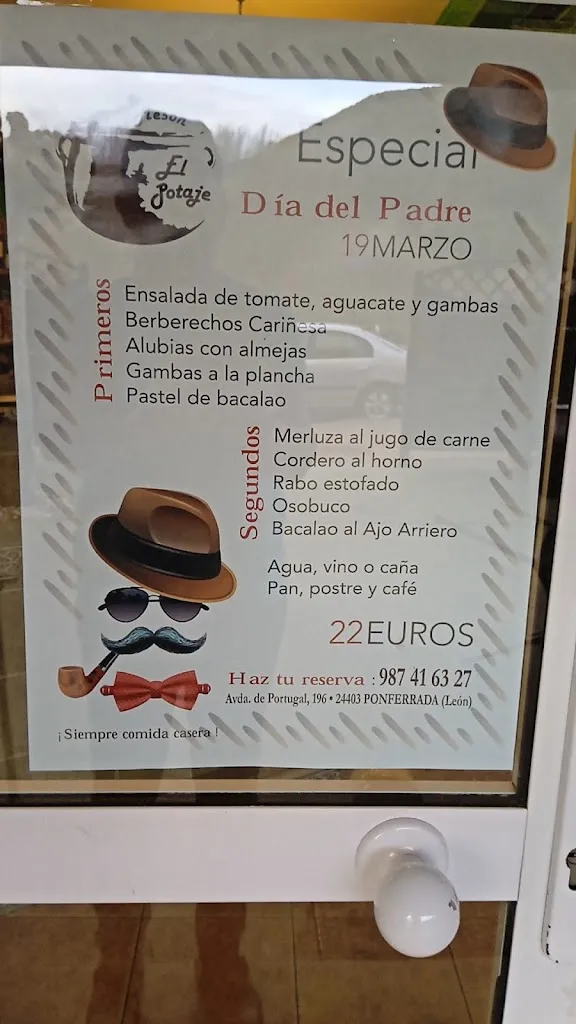 El
Potaje
Especial
Día del Padre
19MARZO
Primeros
Ensalada de tomate, aguacate y gambas
Berberechos Cariñesa
Alubias con almejas
Gambas a la plancha
Pastel de bacalao
Segundos
Merluza al jugo de carne
Cordero al horno
Rabo estofado
Osobuco
Bacalao al Ajo Arriero
Agua, vino o caña
Pan, postre y café
22EUROS
Haz tu reserva : 987 41 63 27
Avda. de Portugal, 196 • 24403 PONFERRADA (León)
¡Siempre comida casera !